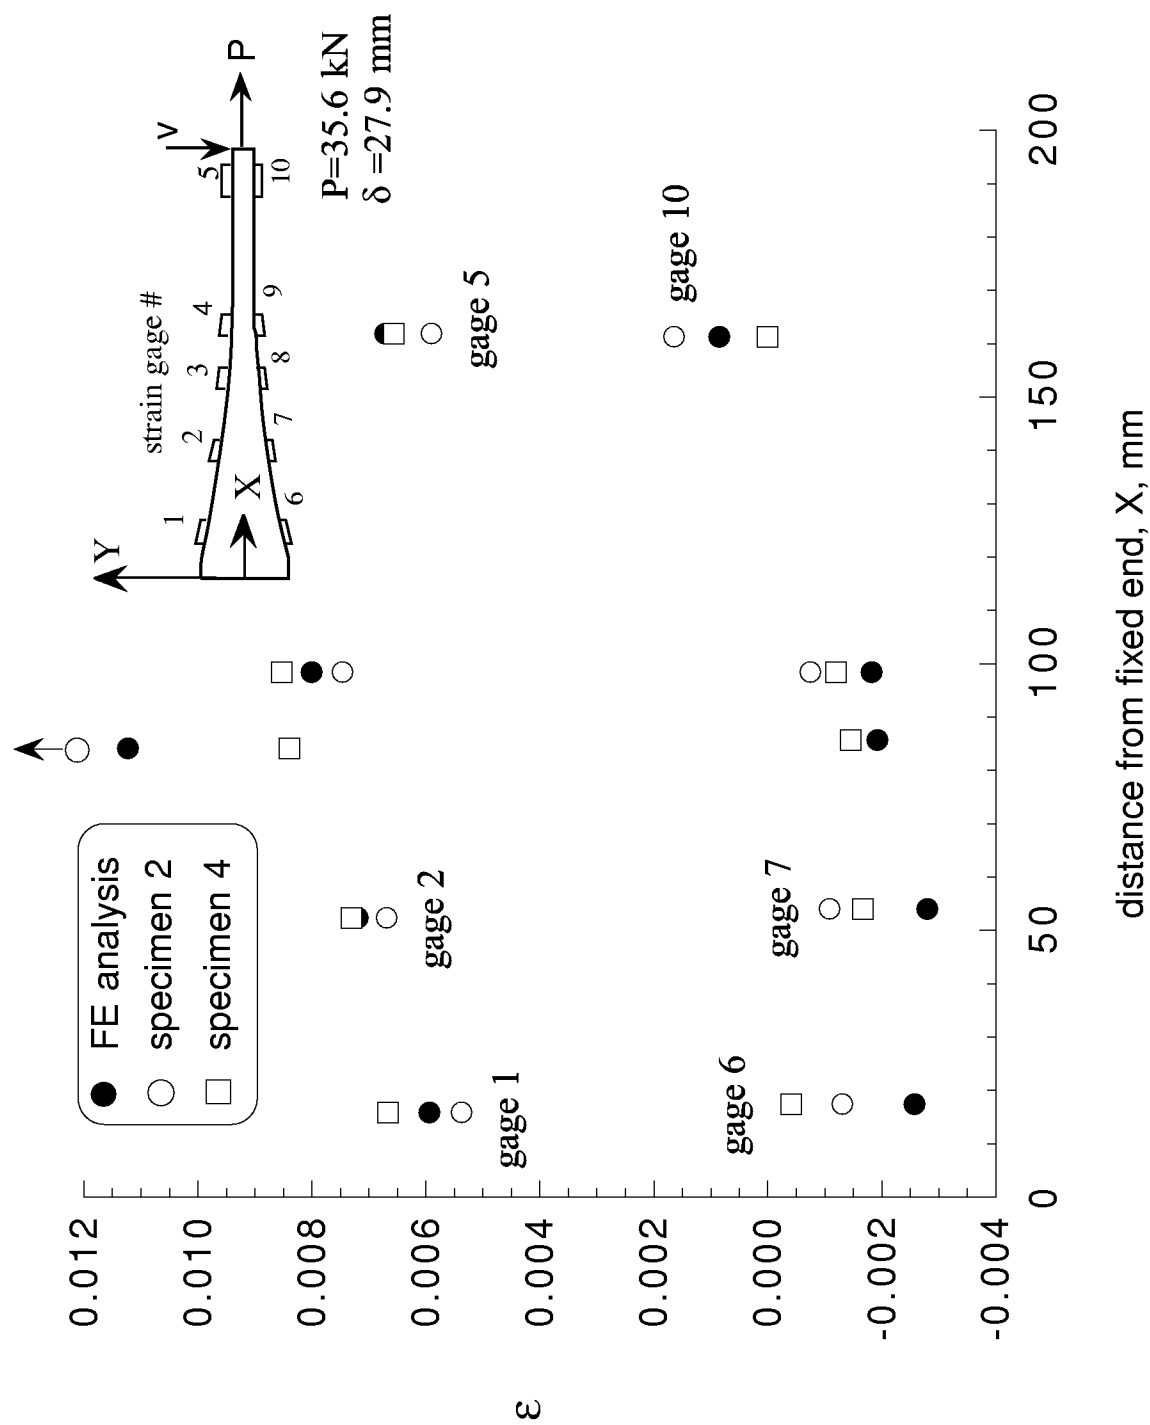 FE analysis
specimen 2
specimen 4
Y
X
strain gage #
1
2
3
4
5
6
7
8
9
10
v
P
P=35.6 kN
δ =27.9 mm
gage 1
gage 2
gage 5
gage 6
gage 7
gage 10
ε
0.012
0.010
0.008
0.006
0.004
0.002
0.000
-0.002
-0.004
0
50
100
150
200
distance from fixed end, X, mm